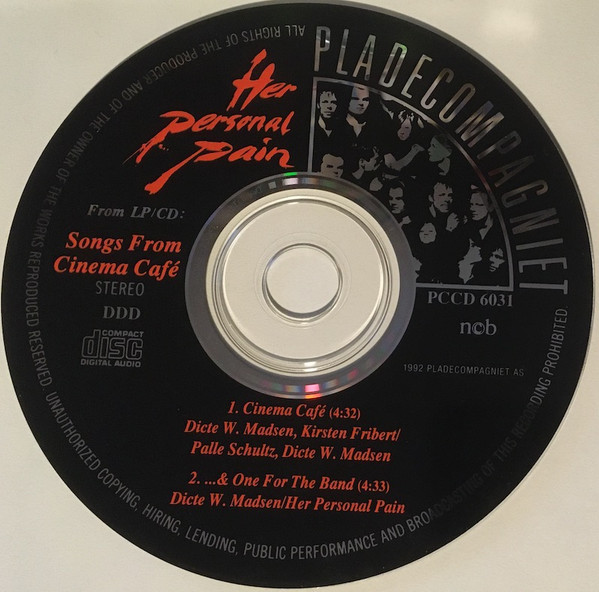 Her
Personal
Pain
PLADECOMPAGNIET
From LP/CD:
Songs From
Cinema Café
STEREO
DDD
COMPACT
disc
DIGITAL AUDIO
PCCD 6031
n©b
1992 PLADECOMPAGNIET AS
1. Cinema Café (4:32)
Dicte W. Madsen, Kirsten Fribert/
Palle Schultz, Dicte W. Madsen
2. ...& One For The Band (4:33)
Dicte W. Madsen/Her Personal Pain
ALL RIGHTS OF THE PRODUCER AND OF THE OWNER OF THE WORKS REPRODUCED RESERVED. UNAUTHORIZED COPYING, HIRING, LENDING, PUBLIC PERFORMANCE AND BROADCASTING OF THIS RECORDING PROHIBITED